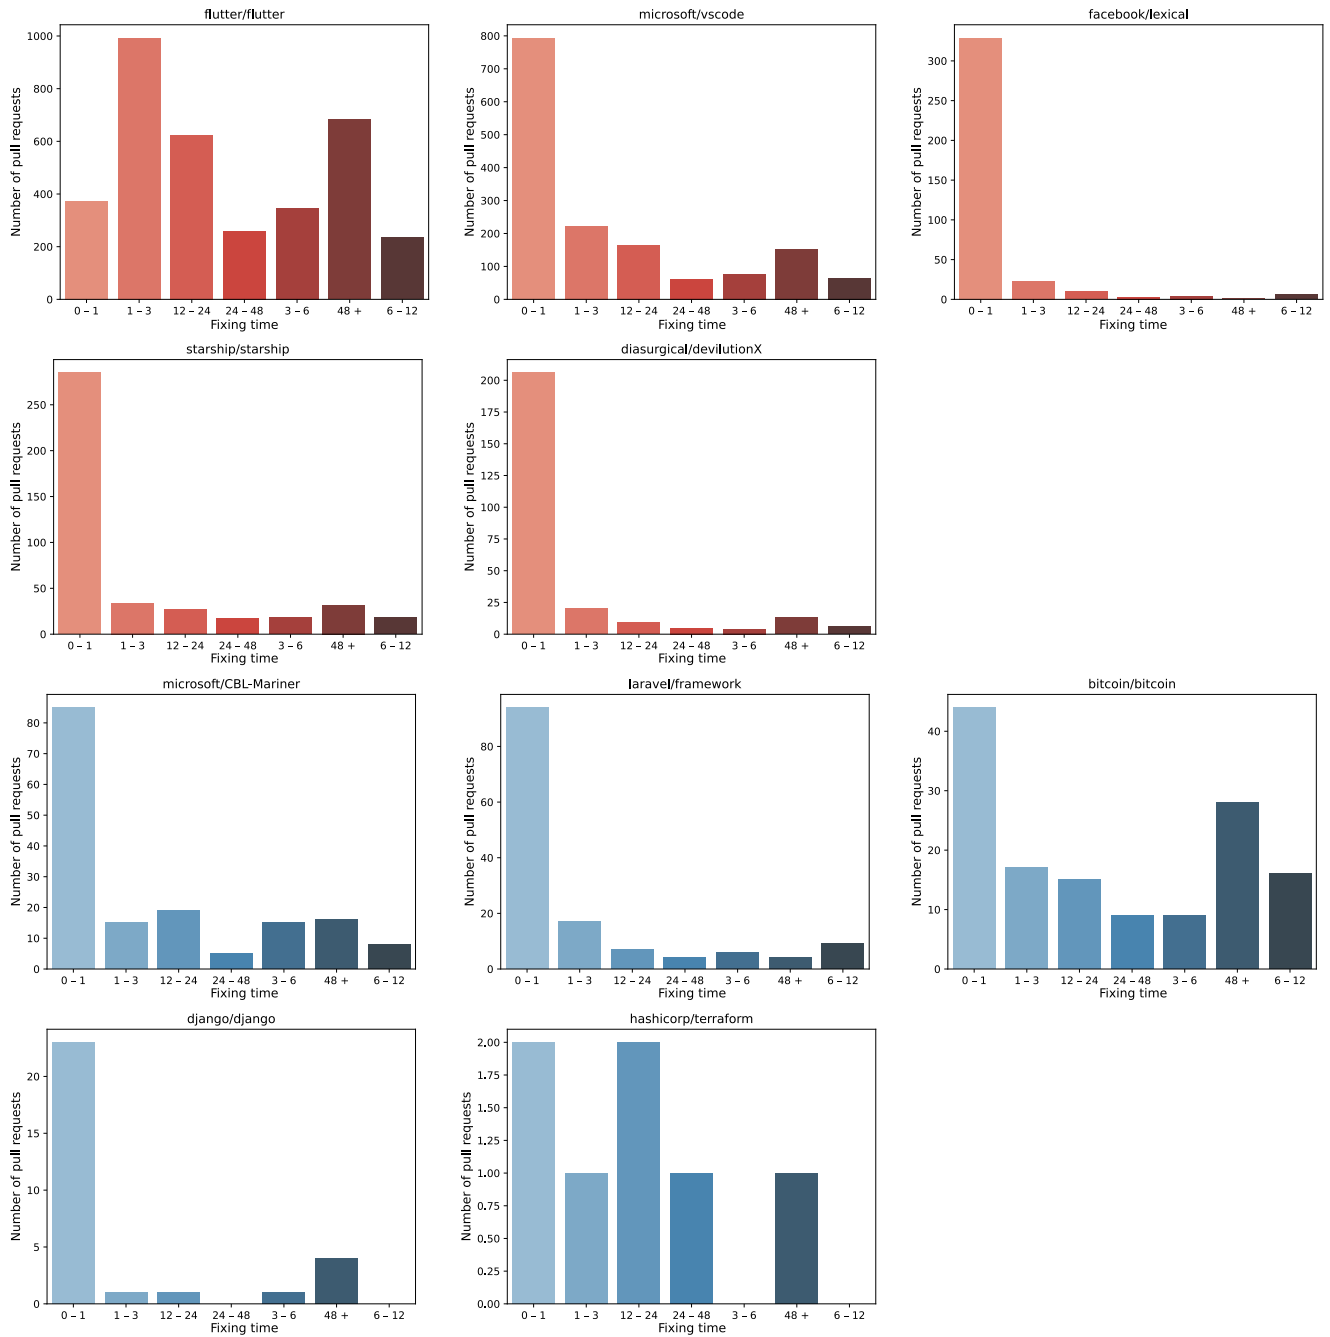 flutter/flutter
Number of pull requests
1000
800
600
400
200
0
0 – 1 1 – 3 12 – 24 24 – 48 3 – 6 48 + 6 – 12
Fixing time
microsoft/vscode
Number of pull requests
800
700
600
500
400
300
200
100
0
0 – 1 1 – 3 12 – 24 24 – 48 3 – 6 48 + 6 – 12
Fixing time
facebook/lexical
Number of pull requests
300
250
200
150
100
50
0
0 – 1 1 – 3 12 – 24 24 – 48 3 – 6 48 + 6 – 12
Fixing time
starship/starship
Number of pull requests
250
200
150
100
50
0
0 – 1 1 – 3 12 – 24 24 – 48 3 – 6 48 + 6 – 12
Fixing time
diasurgical/devilutionX
Number of pull requests
200
175
150
125
100
75
50
25
0
0 – 1 1 – 3 12 – 24 24 – 48 3 – 6 48 + 6 – 12
Fixing time
microsoft/CBL-Mariner
Number of pull requests
80
70
60
50
40
30
20
10
0
0 – 1 1 – 3 12 – 24 24 – 48 3 – 6 48 + 6 – 12
Fixing time
laravel/framework
Number of pull requests
80
60
40
20
0
0 – 1 1 – 3 12 – 24 24 – 48 3 – 6 48 + 6 – 12
Fixing time
bitcoin/bitcoin
Number of pull requests
40
30
20
10
0
0 – 1 1 – 3 12 – 24 24 – 48 3 – 6 48 + 6 – 12
Fixing time
django/django
Number of pull requests
20
15
10
5
0
0 – 1 1 – 3 12 – 24 24 – 48 3 – 6 48 + 6 – 12
Fixing time
hashicorp/terraform
Number of pull requests
2.00
1.75
1.50
1.25
1.00
0.75
0.50
0.25
0.00
0 – 1 1 – 3 12 – 24 24 – 48 3 – 6 48 + 6 – 12
Fixing time